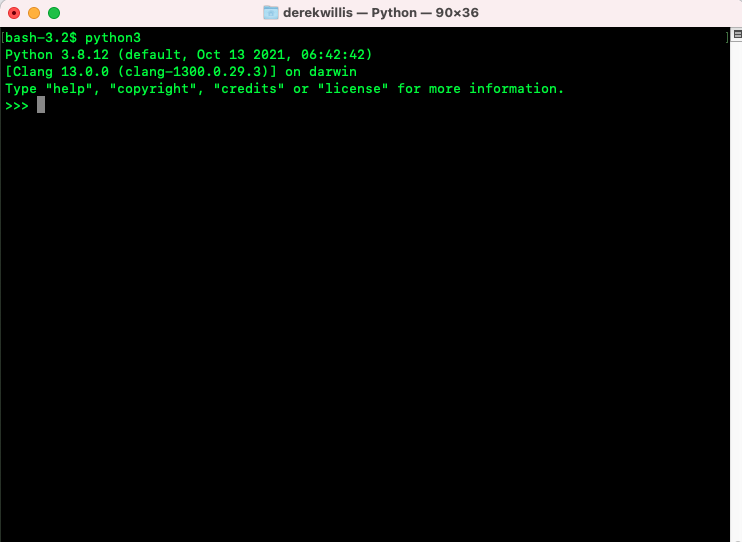 derekwillis — Python — 90×36
[bash-3.2$ python3 ]
Python 3.8.12 (default, Oct 13 2021, 06:42:42)
[Clang 13.0.0 (clang-1300.0.29.3)] on darwin
Type "help", "copyright", "credits" or "license" for more information.
>>>